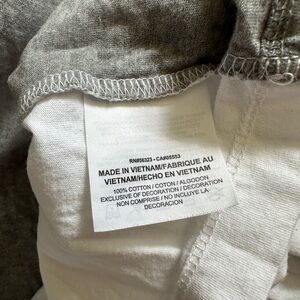 RN#56323 - CA#05553
MADE IN VIETNAM/FABRIQUE AU
VIETNAM/HECHO EN VIETNAM
100% COTTON / COTON / ALGODON
EXCLUSIVE OF DECORATION / DECORATION
NON COMPRISE / NO INCLUYE LA
DECORACION